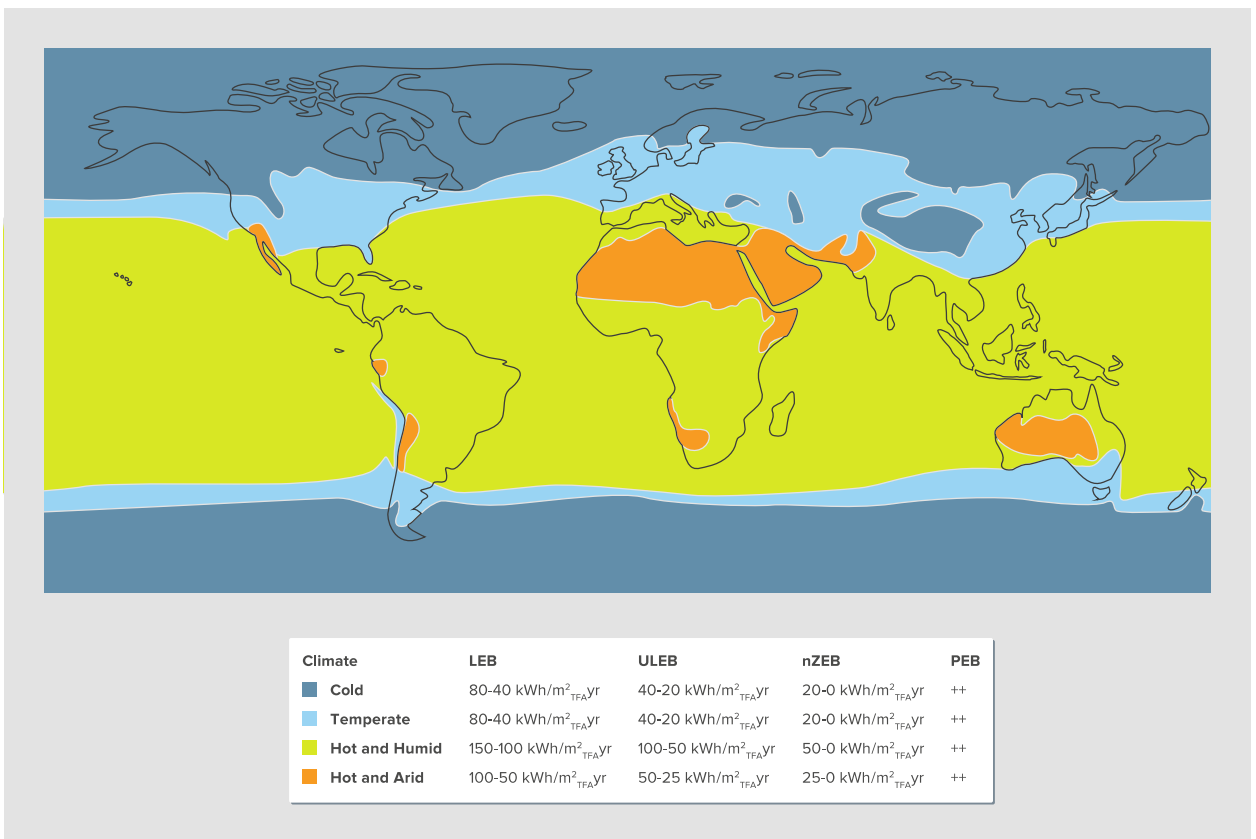 Climate LEB ULEB nZEB PEB
Cold 80-40 kWh/m²TFAyr 40-20 kWh/m²TFAyr 20-0 kWh/m²TFAyr ++
Temperate 80-40 kWh/m²TFAyr 40-20 kWh/m²TFAyr 20-0 kWh/m²TFAyr ++
Hot and Humid 150-100 kWh/m²TFAyr 100-50 kWh/m²TFAyr 50-0 kWh/m²TFAyr ++
Hot and Arid 100-50 kWh/m²TFAyr 50-25 kWh/m²TFAyr 25-0 kWh/m²TFAyr ++